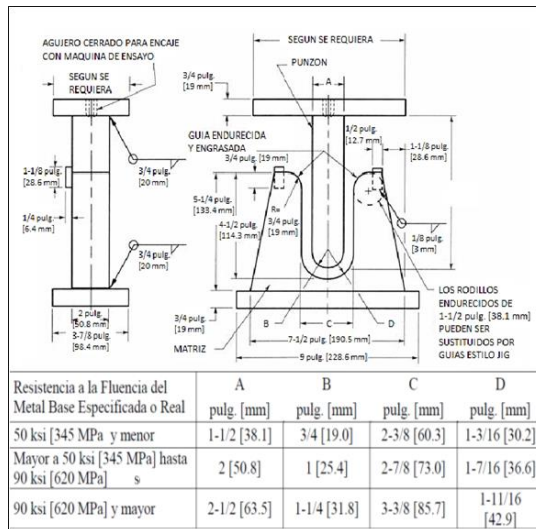 AGUJERO CERRADO PARA ENCAJE
CON MAQUINA DE ENSAYO
SEGUN SE
REQUIERA
3/4 pulg.
[20 mm]
1-1/8 pulg.
[28.6 mm]
1/4 pulg.
[6.4 mm]
3/4 pulg.
[20 mm]
2 pulg.
[50.8 mm]
3-7/8 pulg.
[98.4 mm]
SEGUN SE REQUIERA
PUNZON
A
3/4 pulg.
[19 mm]
GUIA ENDURECIDA
Y ENGRASADA
3/4 pulg. [19 mm]
1/2 pulg.
[12.7 mm]
1-1/8 pulg.
[28.6 mm]
5-1/4 pulg.
[133.4 mm]
4-1/2 pulg.
[114.3 mm]
3/4 pulg.
[19 mm]
1/8 pulg.
[3 mm]
3/4 pulg.
[19 mm]
MATRIZ
B
C
D
7-1/2 pulg. [190.5 mm]
9 pulg. [228.6 mm]
LOS RODILLOS
ENDURECIDOS DE
1-1/2 pulg. [38.1 mm]
PUEDEN SER
SUSTITUIDOS POR
GUIAS ESTILO JIG
Resistencia a la Fluencia del
Metal Base Especificada o Real
A
pulg. [mm]
B
pulg. [mm]
C
pulg. [mm]
D
pulg. [mm]
50 ksi [345 MPa y menor
1-1/2 [38.1]
3/4 [19.0]
2-3/8 [60.3]
1-3/16 [30.2]
Mayor a 50 ksi [345 MPa] hasta
90 ksi [620 MPa] s
2 [50.8]
1 [25.4]
2-7/8 [73.0]
1-7/16 [36.6]
90 ksi [620 MPa] y mayor
2-1/2 [63.5]
1-1/4 [31.8]
3-3/8 [85.7]
1-11/16
[42.9]